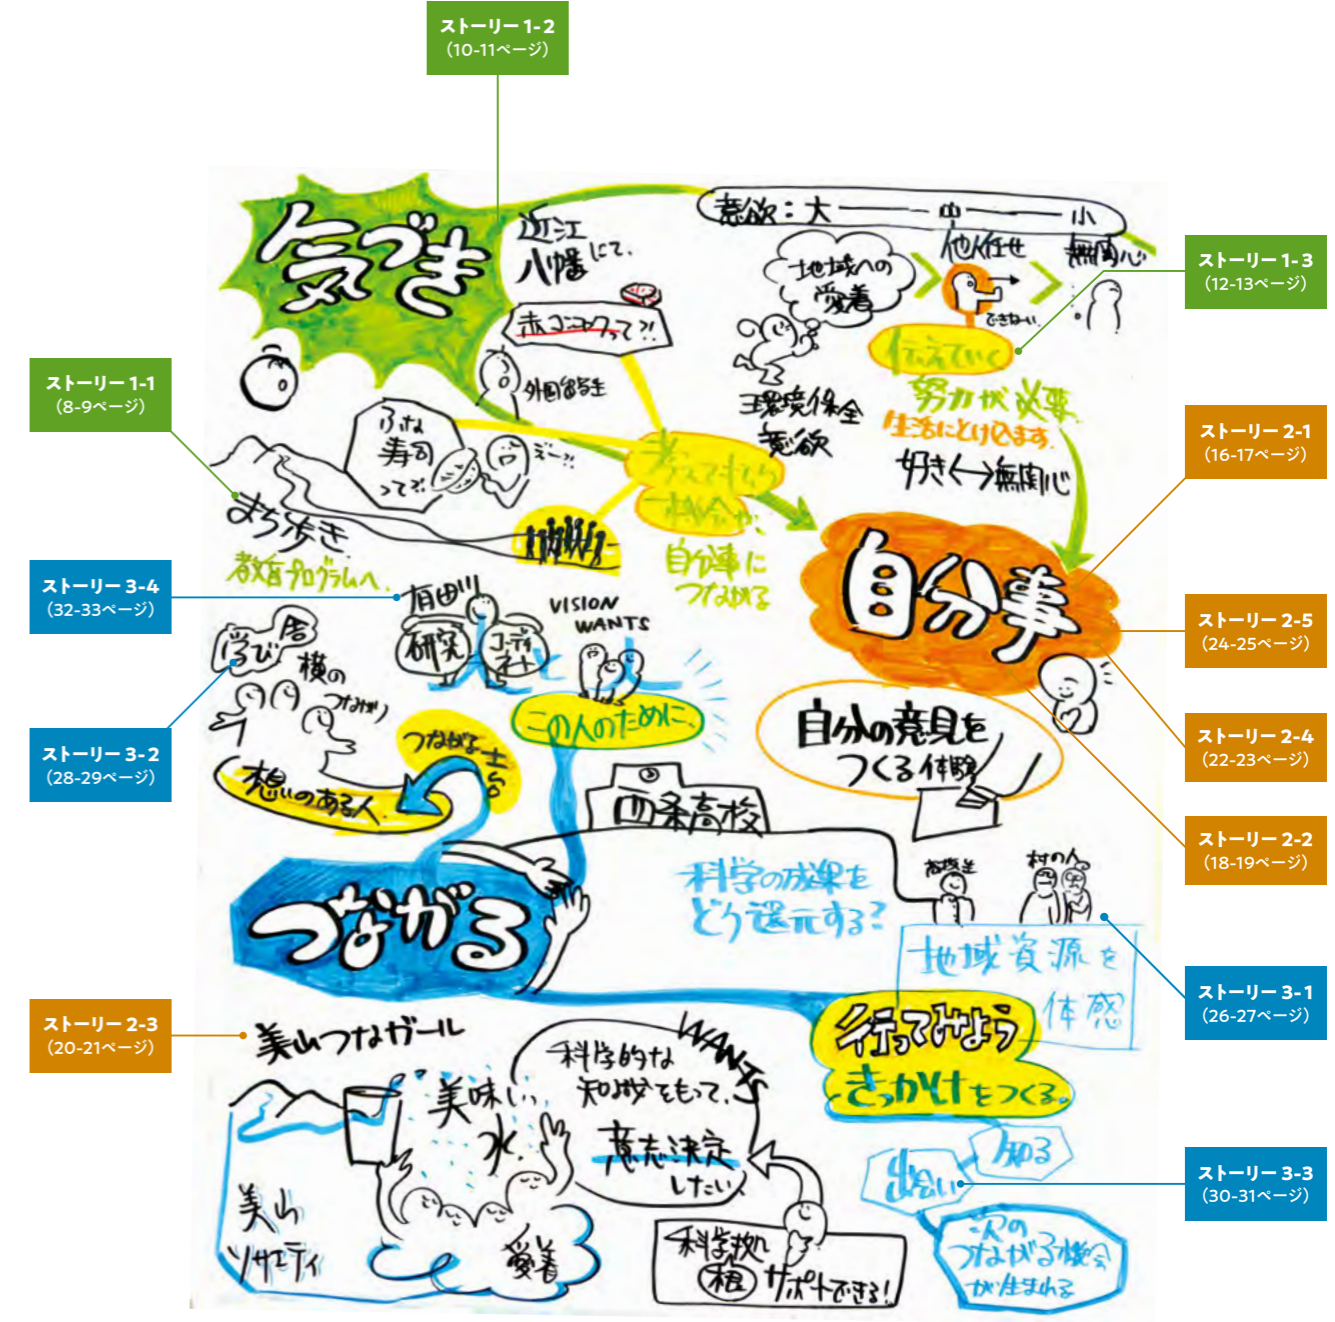 ストーリー 1-2
（10-11ページ）
気づき
近江
八幡にて、
意欲：大 ― 中 ― 小
他人任せ
無関心
地域への
愛着
できねーい
ストーリー 1-3
（12-13ページ）
赤コンニャクって?!
伝えていく
努力が必要
生活にとけ込ます
好き⟷無関心
環境保全
意欲
外国留学生
ストーリー 1-1
（8-9ページ）
ふな
寿司
って?!
まち歩き
教育プログラムへ
考えてもらう
機会が、
自分事に
つながる
自分事
ストーリー 2-1
（16-17ページ）
ストーリー 3-4
（32-33ページ）
有田川
研究
コーディ
ネート
VISION
WANTS
ストーリー 2-5
（24-25ページ）
学び舎
横の
つながり
この人のために
自分の意見を
つくる体験
ストーリー 2-4
（22-23ページ）
ストーリー 3-2
（28-29ページ）
想いのある人
四条高校
ストーリー 2-2
（18-19ページ）
つながる
科学の成果を
どう還元する?
高校生
村の人
地域資源を
体感
ストーリー 3-1
（26-27ページ）
ストーリー 2-3
（20-21ページ）
美山つなガール
行ってみよう
きっかけをつくる。
美味しい
水
科学的な
知識をもって、
意志決定
したい
WANTS
知る
出会い
ストーリー 3-3
（30-31ページ）
次の
つながる機会
が生まれる
美山
ソサエティ
愛着
科学的
根
サポートできる!